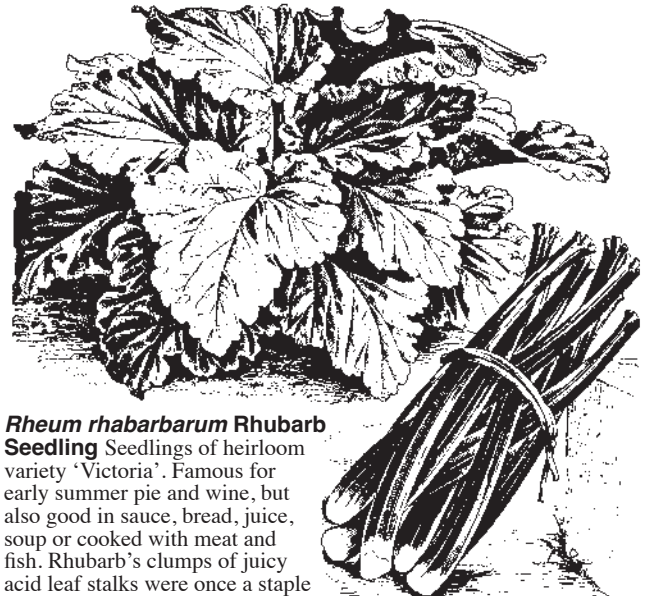 Rheum rhabarbarum Rhubarb
Seedling Seedlings of heirloom
variety ‘Victoria’. Famous for
early summer pie and wine, but
also good in sauce, bread, juice,
soup or cooked with meat and
fish. Rhubarb’s clumps of juicy
acid leaf stalks were once a staple